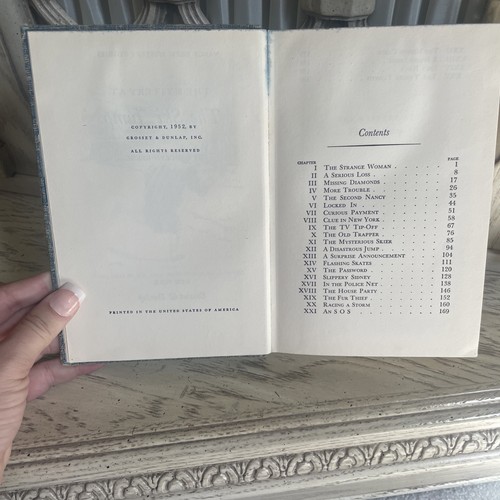 COPYRIGHT, 1952, BY
GROSSET & DUNLAP, INC.
ALL RIGHTS RESERVED
PRINTED IN THE UNITED STATES OF AMERICA
Contents
CHAPTER PAGE
I THE STRANGE WOMAN . . . . . . 1
II A SERIOUS LOSS . . . . . . . 8
III MISSING DIAMONDS . . . . . . 17
IV MORE TROUBLE . . . . . . . 26
V THE SECOND NANCY . . . . . . 35
VI LOCKED IN . . . . . . . . 44
VII CURIOUS PAYMENT . . . . . . 51
VIII CLUE IN NEW YORK . . . . . . 58
IX THE TV TIP-OFF . . . . . . . 67
X THE OLD TRAPPER . . . . . . 76
XI THE MYSTERIOUS SKIER . . . . . 85
XII A DISASTROUS JUMP . . . . . . 94
XIII A SURPRISE ANNOUNCEMENT . . . . 104
XIV FLASHING SKATES . . . . . . 111
XV THE PASSWORD . . . . . . . 120
XVI SLIPPERY SIDNEY . . . . . . 128
XVII IN THE POLICE NET . . . . . . 138
XVIII THE HOUSE PARTY . . . . . . 146
XIX THE FUR THIEF . . . . . . . 152
XX RACING A STORM . . . . . . 160
XXI AN S O S . . . . . . . . 169